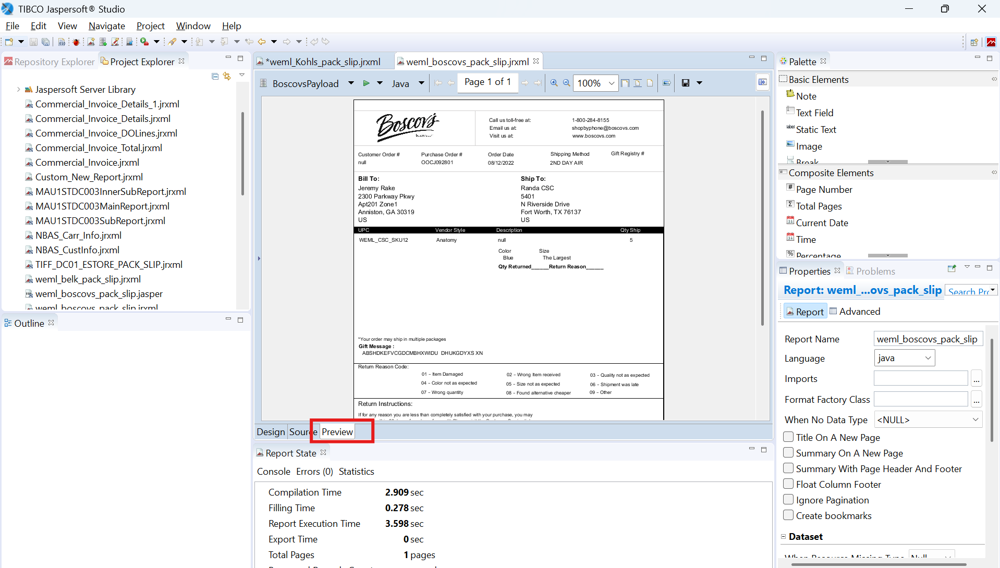 TIBCO Jaspersoft® Studio
File Edit View Navigate Project Window Help
Repository Explorer Project Explorer
Jaspersoft Server Library
Commercial_Invoice_Details_1.jrxml
Commercial_Invoice_Details.jrxml
Commercial_Invoice_DOLines.jrxml
Commercial_Invoice_Total.jrxml
Commercial_Invoice.jrxml
Custom_New_Report.jrxml
MAU1STDC003InnerSubReport.jrxml
MAU1STDC003MainReport.jrxml
MAU1STDC003SubReport.jrxml
NBAS_Carr_Info.jrxml
NBAS_CustInfo.jrxml
TIFF_DC01_ESTORE_PACK_SLIP.jrxml
weml_belk_pack_slip.jrxml
weml_boscovs_pack_slip.jasper
weml_boscovs_pack_slip.jrxml
Outline
*weml_Kohls_pack_slip.jrxml weml_boscovs_pack_slip.jrxml
BoscovsPayload Java Page 1 of 1 100%
Boscov's
Call us toll-free at: 1-800-284-8155
Email us at: shopbyphone@boscovs.com
Visit us at: www.boscovs.com
Customer Order # Purchase Order # Order Date Shipping Method Gift Registry #
null OOCJ092801 08/12/2022 2ND DAY AIR
Bill To: Ship To:
Jeremy Rake Randa CSC
2300 Parkway Pkwy 5401
Apt201 Zone1 N Riverside Drive
Anniston, GA 30319 Fort Worth, TX 76137
US US
UPC Vendor Style Description Qty Ship
WEML_CSC_SKU12 Anatomy null 5
Color Size
Blue The Largest
Qty Returned______Return Reason______
*Your order may ship in multiple packages
Gift Message :
ABSHDKEFVCGDCMBHXWIDU DHUKGDYXS XN
Return Reason Code:
01 - Item Damaged 02 - Wrong Item received 03 - Quality not as expected
04 - Color not as expected 05 - Size not as expected 06 - Shipment was late
07 - Wrong quantity 08 - Found alternative cheaper 09 - Other
Return Instructions:
If for any reason you are less than completely satisfied with your purchase, you may
Design Source Preview
Report State
Console Errors (0) Statistics
Compilation Time 2.909 sec
Filling Time 0.278 sec
Report Execution Time 3.598 sec
Export Time 0 sec
Total Pages 1 pages
Palette
Basic Elements
Note
Text Field
label Static Text
Image
Break
Composite Elements
# Page Number
Σ Total Pages
Current Date
Time
% Percentage
Properties Problems
Report: weml_...ovs_pack_slip Search Prc
Report Advanced
Report Name weml_boscovs_pack_slip
Language java
Imports ...
Format Factory Class ...
When No Data Type <NULL>
Title On A New Page
Summary On A New Page
Summary With Page Header And Footer
Float Column Footer
Ignore Pagination
Create bookmarks
Dataset
When Resource Missing Type Null